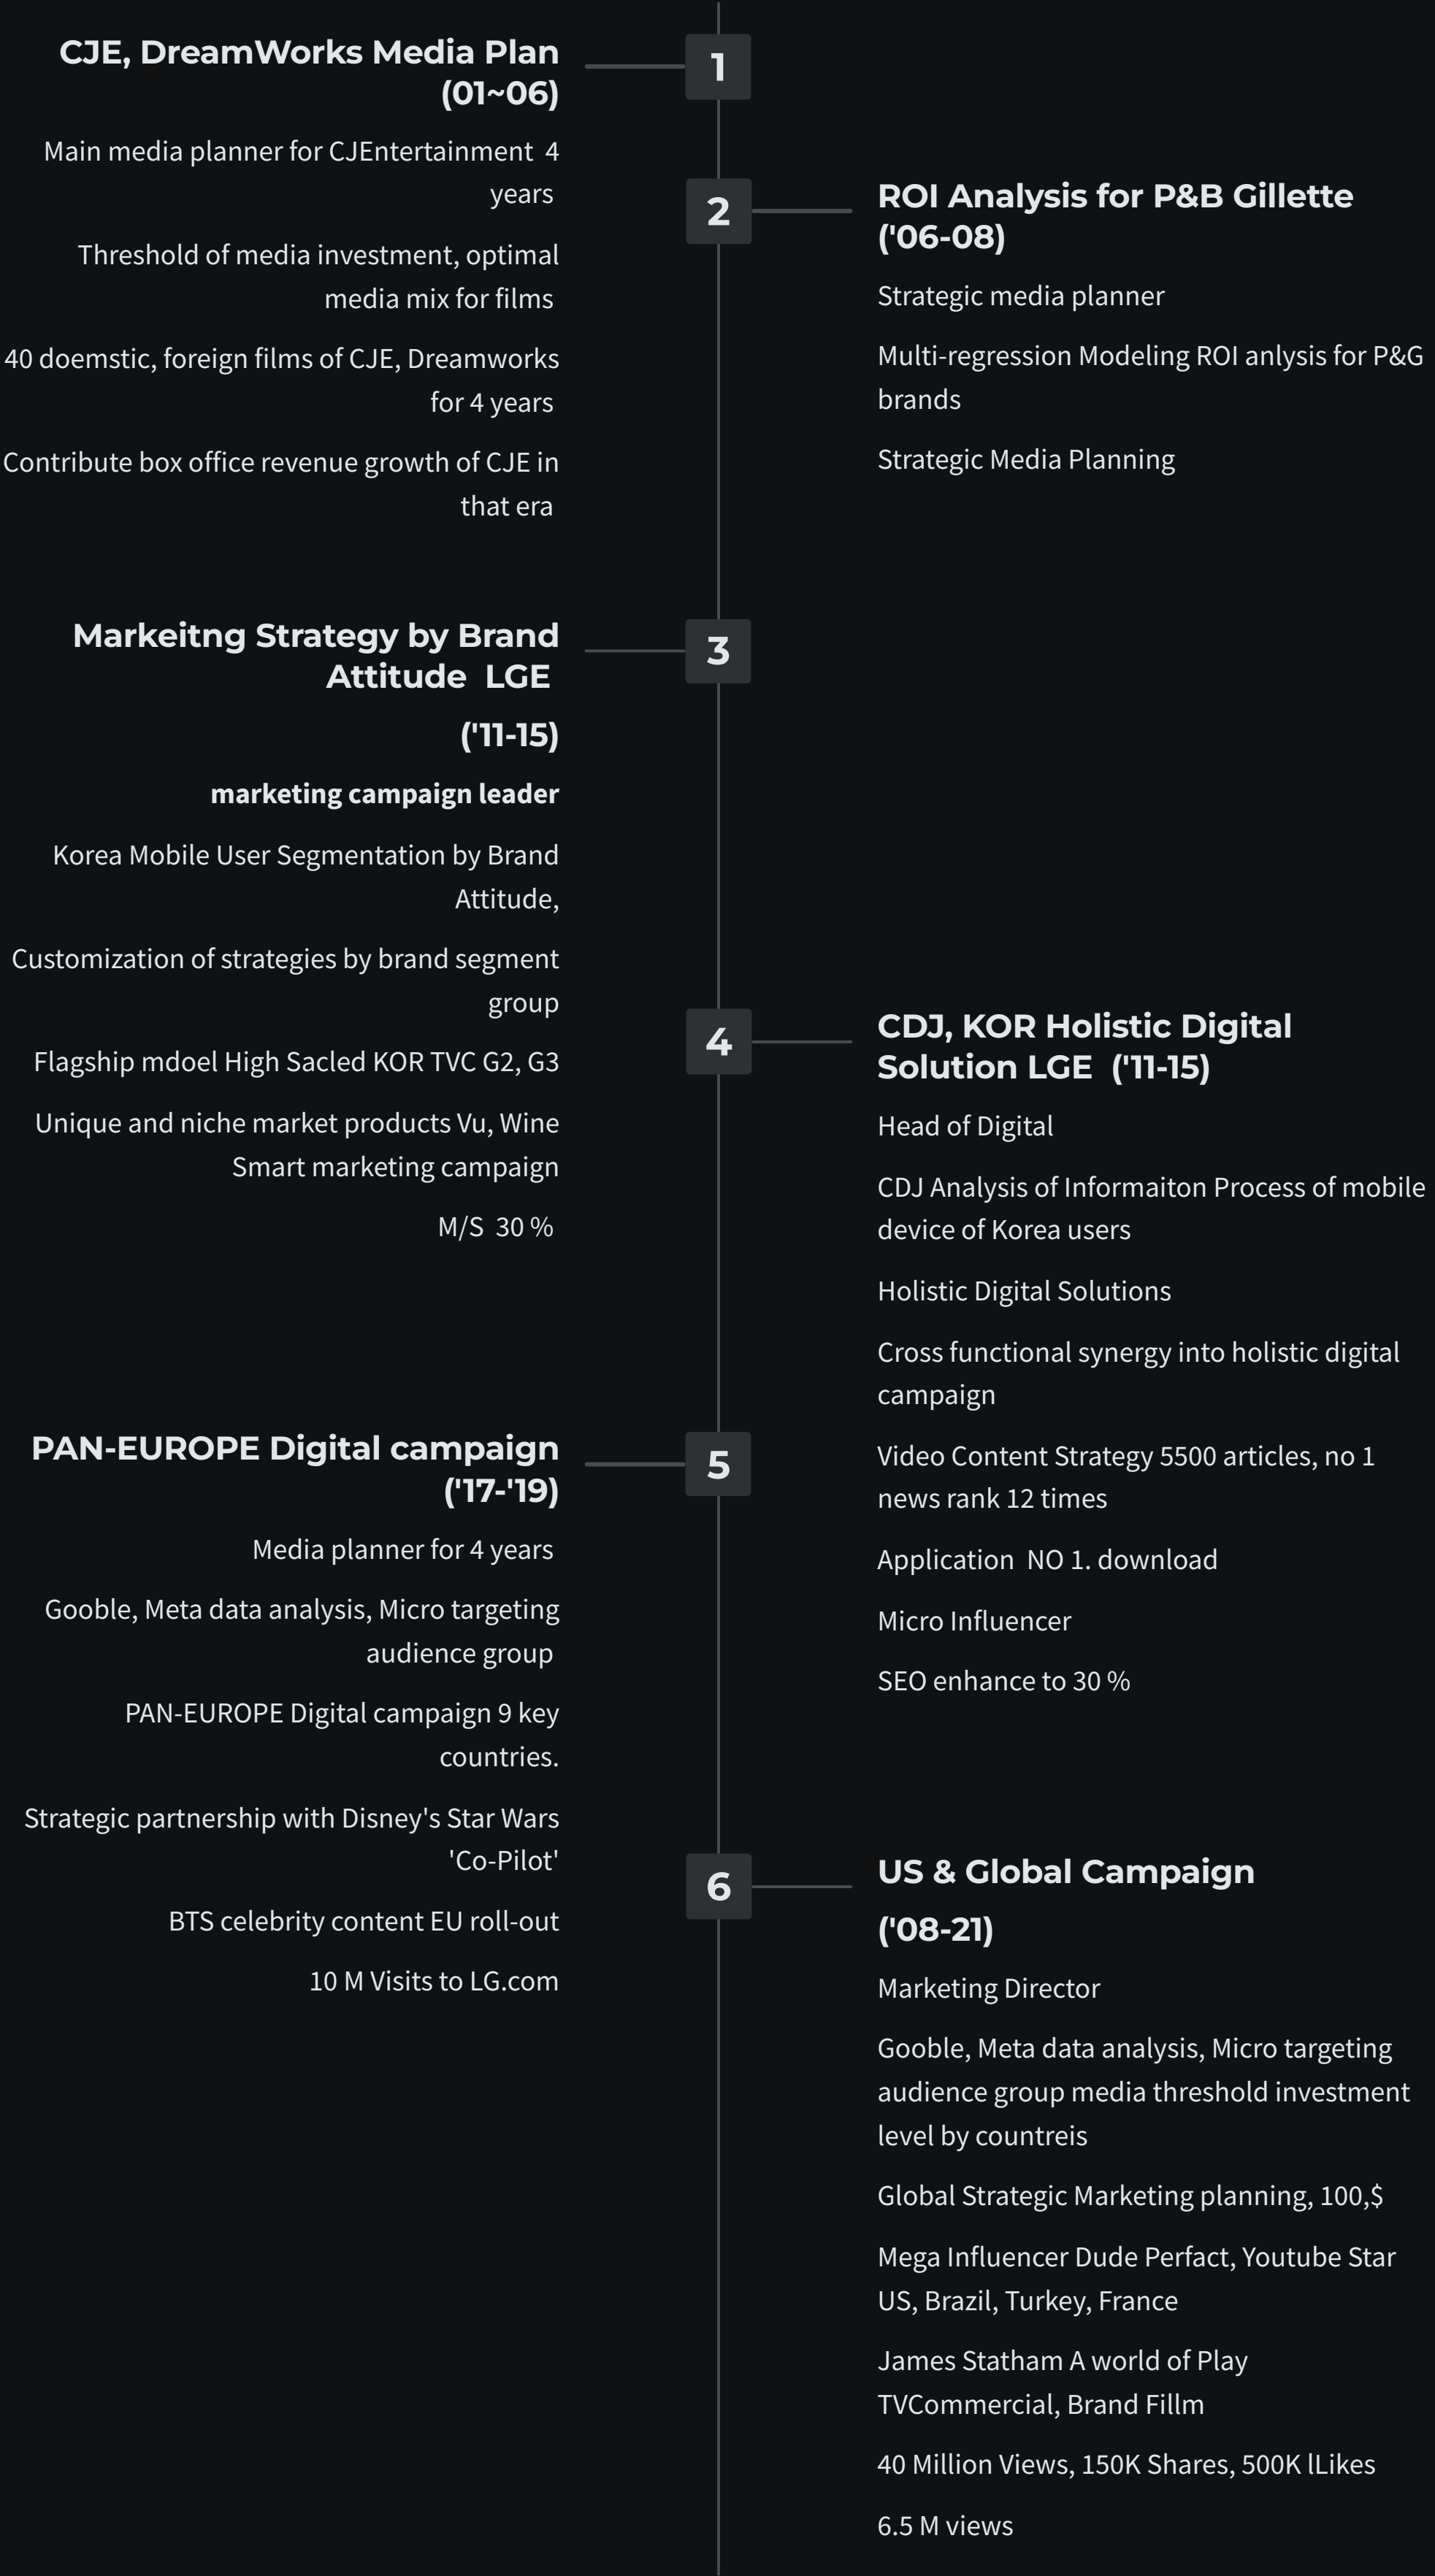 1
CJE, DreamWorks Media Plan
(01~06)
Main media planner for CJEntertainment  4
years
Threshold of media investment, optimal
media mix for films
40 doemstic, foreign films of CJE, Dreamworks
for 4 years
Contribute box office revenue growth of CJE in
that era
2
ROI Analysis for P&B Gillette
('06-08)
Strategic media planner
Multi-regression Modeling ROI anlysis for P&G
brands
Strategic Media Planning
3
Markeitng Strategy by Brand
Attitude  LGE
('11-15)
marketing campaign leader
Korea Mobile User Segmentation by Brand
Attitude,
Customization of strategies by brand segment
group
Flagship mdoel High Sacled KOR TVC G2, G3
Unique and niche market products Vu, Wine
Smart marketing campaign
M/S  30 %
4
CDJ, KOR Holistic Digital
Solution LGE  ('11-15)
Head of Digital
CDJ Analysis of Informaiton Process of mobile
device of Korea users
Holistic Digital Solutions
Cross functional synergy into holistic digital
campaign
Video Content Strategy 5500 articles, no 1
news rank 12 times
Application  NO 1. download
Micro Influencer
SEO enhance to 30 %
5
PAN-EUROPE Digital campaign
('17-'19)
Media planner for 4 years
Gooble, Meta data analysis, Micro targeting
audience group
PAN-EUROPE Digital campaign 9 key
countries.
Strategic partnership with Disney's Star Wars
'Co-Pilot'
BTS celebrity content EU roll-out
10 M Visits to LG.com
6
US & Global Campaign
('08-21)
Marketing Director
Gooble, Meta data analysis, Micro targeting
audience group media threshold investment
level by countreis
Global Strategic Marketing planning, 100,$
Mega Influencer Dude Perfact, Youtube Star
US, Brazil, Turkey, France
James Statham A world of Play
TVCommercial, Brand Fillm
40 Million Views, 150K Shares, 500K lLikes
6.5 M views